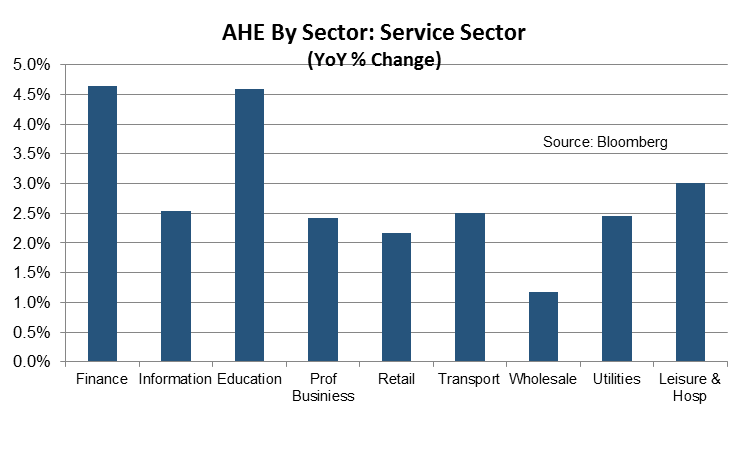 AHE By Sector: Service Sector
(YoY % Change)
5.0%
4.5%
4.0%
3.5%
3.0%
2.5%
2.0%
1.5%
1.0%
0.5%
0.0%
Source: Bloomberg
Finance Information Education Prof Retail Transport Wholesale Utilities Leisure &
Businiess Hosp